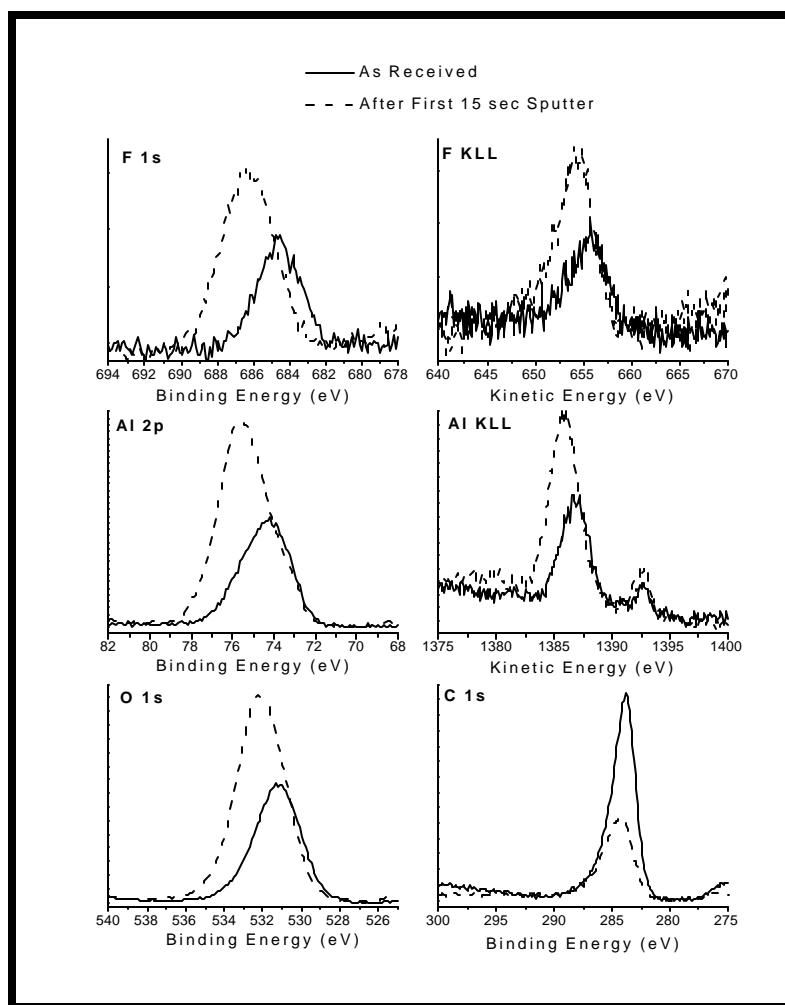 As Received
After First 15 sec Sputter
F 1s
694 692 690 688 686 684 682 680 678
Binding Energy (eV)
F KLL
640 645 650 655 660 665 670
Kinetic Energy (eV)
Al 2p
82 80 78 76 74 72 70 68
Binding Energy (eV)
Al KLL
1375 1380 1385 1390 1395 1400
Kinetic Energy (eV)
O 1s
540 538 536 534 532 530 528 526
Binding Energy (eV)
C 1s
300 295 290 285 280 275
Binding Energy (eV)